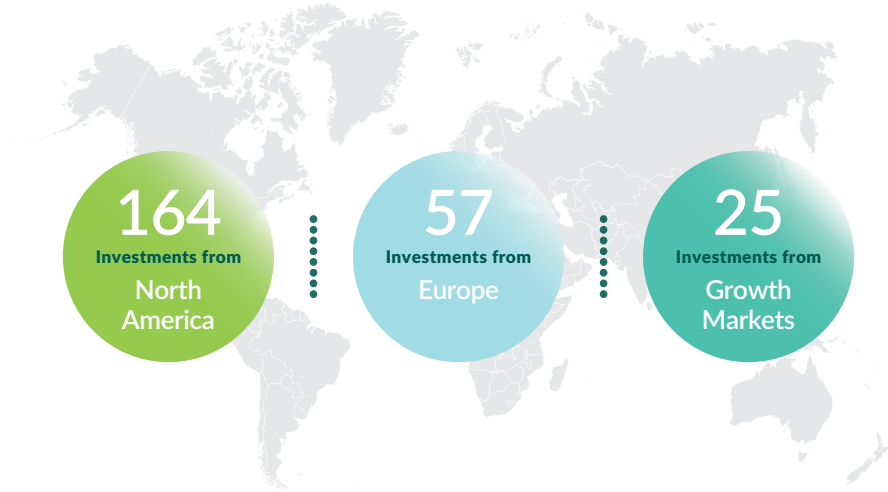 164
Investments from
North
America
57
Investments from
Europe
25
Investments from
Growth
Markets